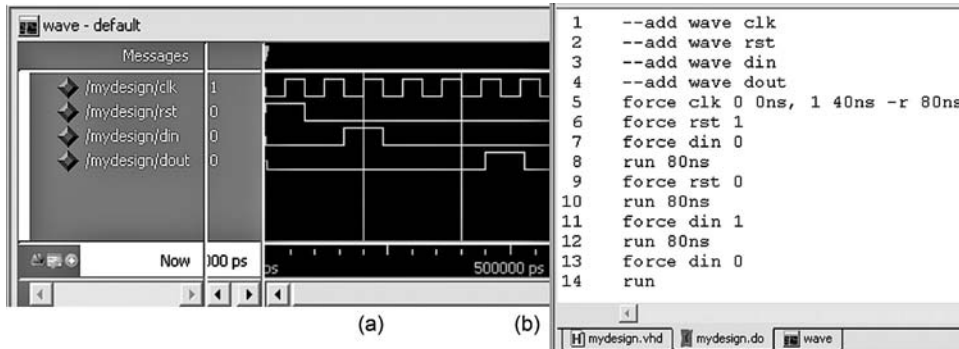 wave - default
Messages
/mydesign/clk 1
/mydesign/rst 0
/mydesign/din 0
/mydesign/dout 0
Now 000 ps ps 500000 ps
(a)
(b)
1 --add wave clk
2 --add wave rst
3 --add wave din
4 --add wave dout
5 force clk 0 0ns, 1 40ns -r 80ns
6 force rst 1
7 force din 0
8 run 80ns
9 force rst 0
10 run 80ns
11 force din 1
12 run 80ns
13 force din 0
14 run
mydesign.vhd mydesign.do wave